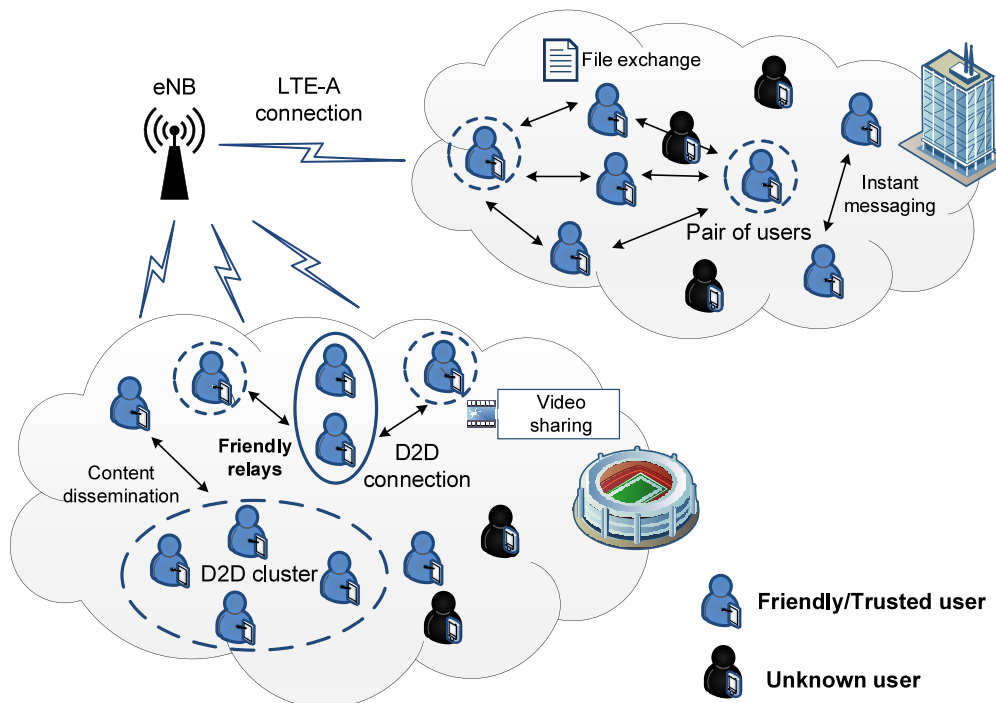 File exchange
eNB
LTE-A
connection
Instant
messaging
Pair of users
Video
sharing
Friendly
relays
D2D
connection
Content
dissemination
D2D cluster
Friendly/Trusted user
Unknown user